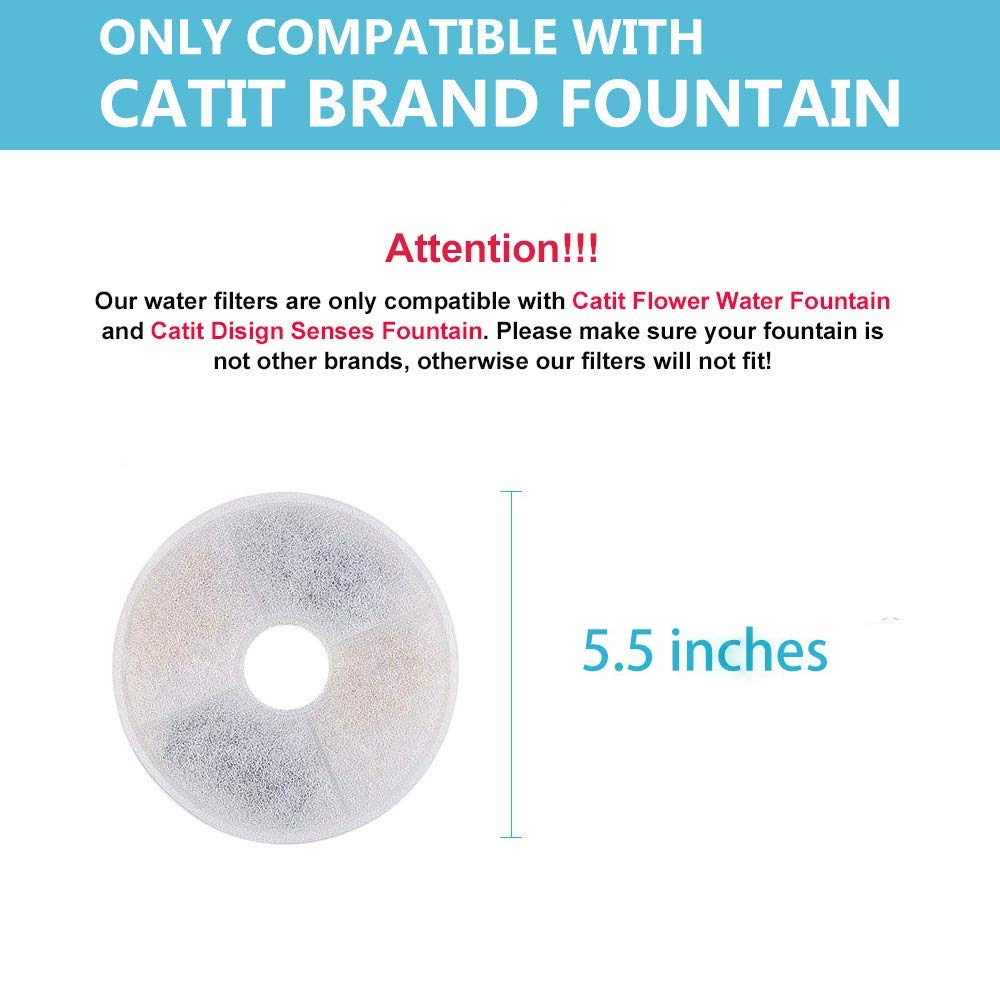 ONLY COMPATIBLE WITH
CATIT BRAND FOUNTAIN
Attention!!!
Our water filters are only compatible with Catit Flower Water Fountain
and Catit Disign Senses Fountain. Please make sure your fountain is
not other brands, otherwise our filters will not fit!
5.5 inches